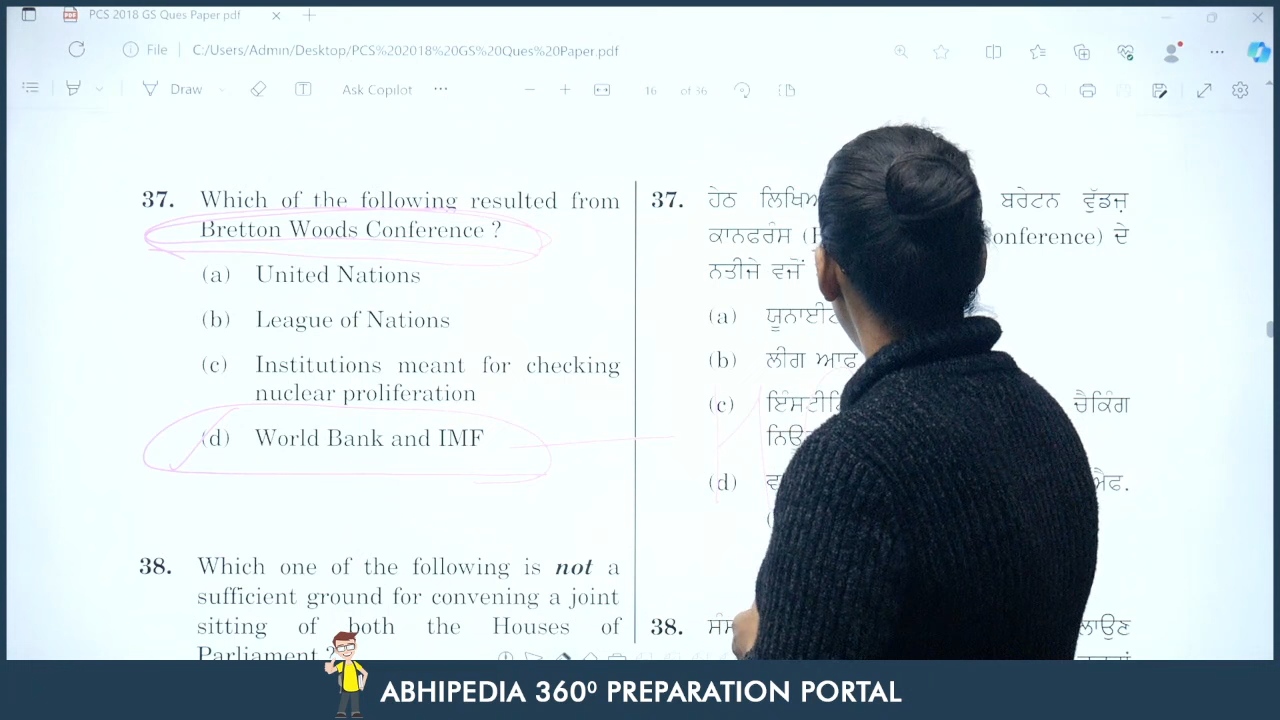 PCS 2018 GS Ques Paper.pdf
File C:/Users/Admin/Desktop/PCS%202018%20GS%20Ques%20Paper.pdf
Draw Ask Copilot 16 of 36
37. Which of the following resulted from
Bretton Woods Conference ?
(a) United Nations
(b) League of Nations
(c) Institutions meant for checking
nuclear proliferation
(d) World Bank and IMF
38. Which one of the following is not a
sufficient ground for convening a joint
sitting of both the Houses of
Parliament ?
37. ਹੇਠ ਬਰੇਟਨ ਵੁੱਡਜ਼
ਕਾਨਫਰੰਸ ਦੇ
ਨਤੀਜੇ ਵਜੋਂ
(a)
(b) ਲੀਗ ਆਫ
(c) ਚੈਕਿੰਗ
(d)
38.
ABHIPEDIA 360⁰ PREPARATION PORTAL